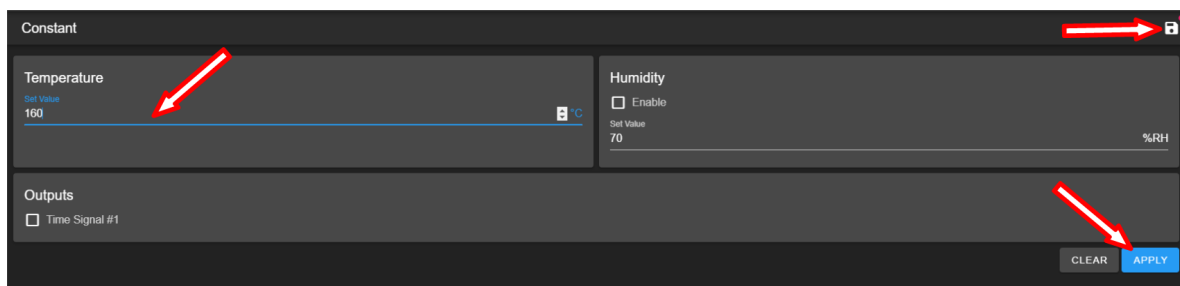 Constant
Temperature
Set Value
160
°C
Humidity
Enable
Set Value
70
%RH
Outputs
Time Signal #1
CLEAR
APPLY